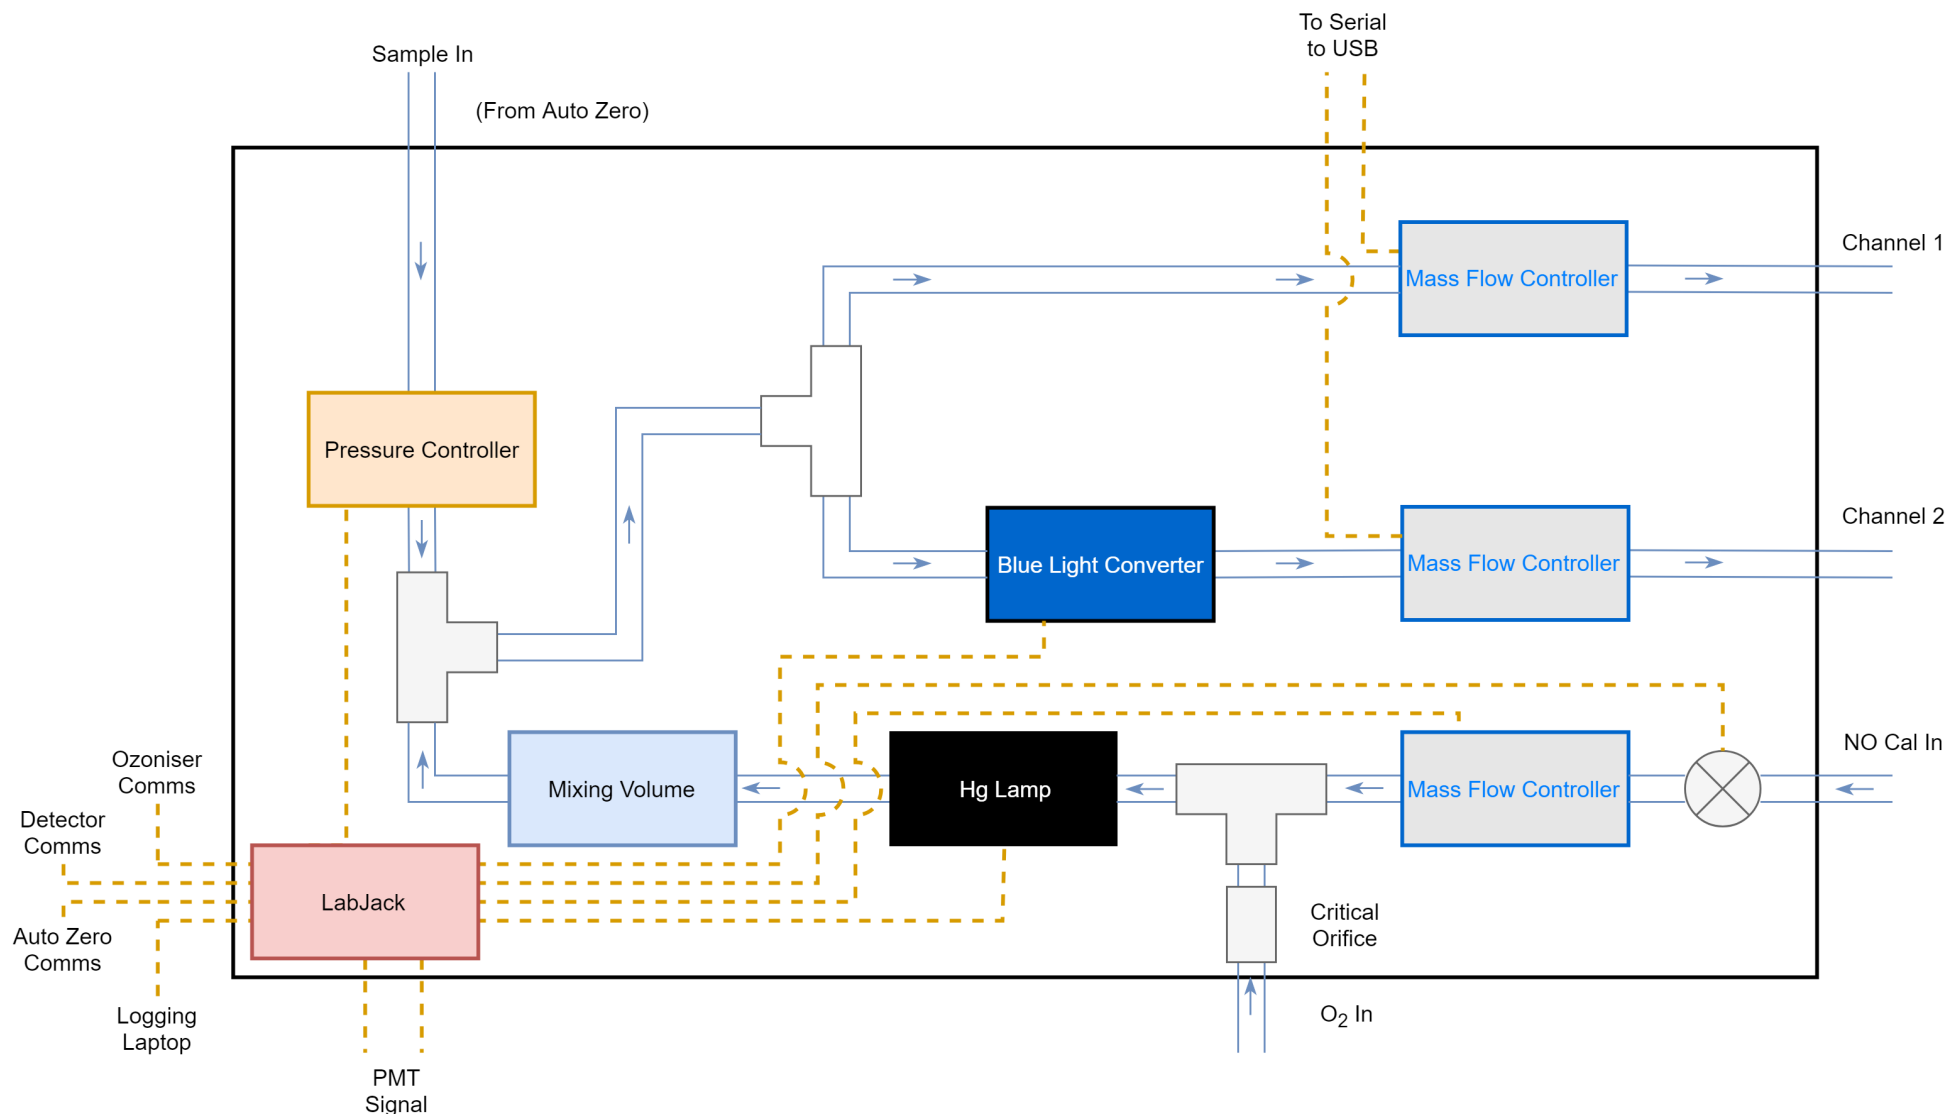 To Serial
to USB
Sample In
(From Auto Zero)
Channel 1
Mass Flow Controller
Pressure Controller
Channel 2
Blue Light Converter
Mass Flow Controller
NO Cal In
Ozoniser
Comms
Mixing Volume
Hg Lamp
Mass Flow Controller
Detector
Comms
LabJack
Critical
Orifice
Auto Zero
Comms
Logging
Laptop
O₂ In
PMT
Signal